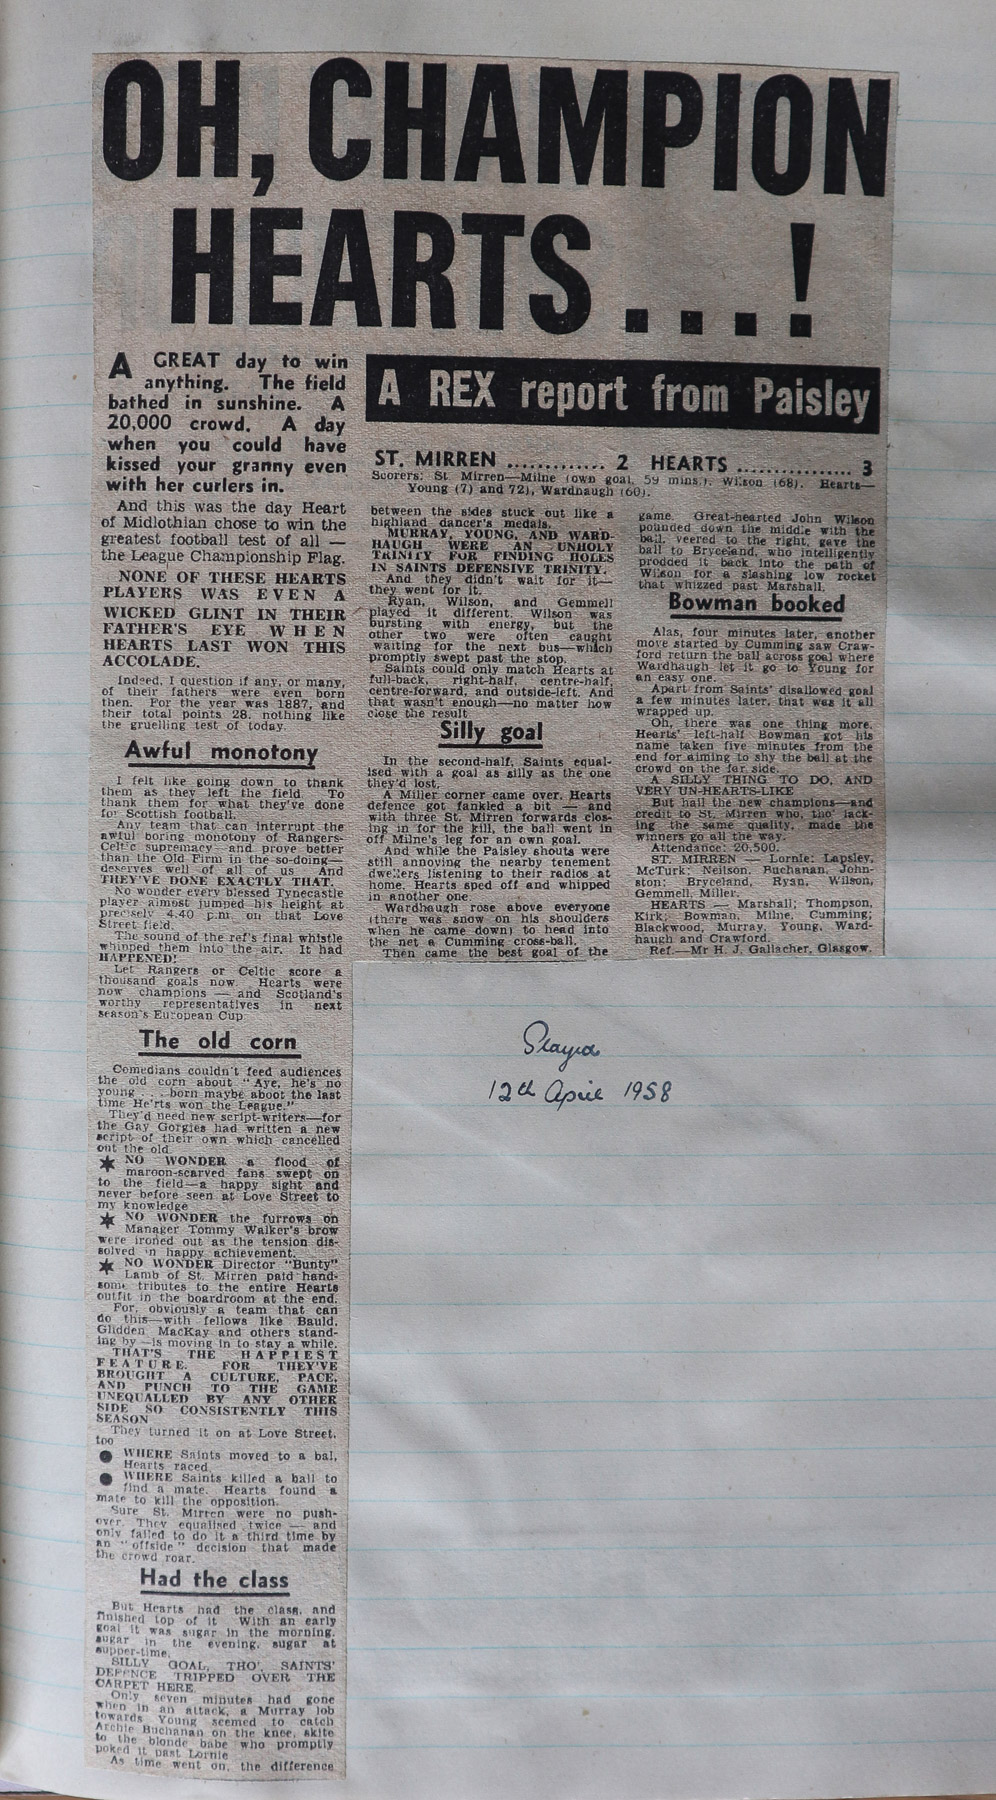 OH, CHAMPION
HEARTS...!
A GREAT day to win
anything. The field
bathed in sunshine. A
20,000 crowd. A day
when you could have
kissed your granny even
with her curlers in.
And this was the day Heart
of Midlothian chose to win the
greatest football test of all —
the League Championship Flag.
NONE OF THESE HEARTS
PLAYERS WAS EVEN A
WICKED GLINT IN THEIR
FATHER'S EYE WHEN
HEARTS LAST WON THIS
ACCOLADE.
Indeed, I question if any, or many,
of their fathers were even born
then. For the year was 1887, and
their total points 28, nothing like
the gruelling test of today.
Awful monotony
I felt like going down to thank
them as they left the field. To
thank them for what they've done
for Scottish football.
Any team that can interrupt the
awful boring monotony of Rangers-
Celtic supremacy—and prove better
than the Old Firm in the so-doing—
deserves well of all of us. And
THEY'VE DONE EXACTLY THAT.
No wonder every blessed Tynecastle
player almost jumped his height at
precisely 4.40 p.m. on that Love
Street field.
The sound of the ref's final whistle
whipped them into the air. It had
HAPPENED!
Let Rangers or Celtic score a
thousand goals now. Hearts were
now champions — and Scotland's
worthy representatives in next
season's European Cup
The old corn
Comedians couldn't feed audiences
the old corn about "Aye, he's no
young . . . born maybe aboot the last
time He'rts won the League."
They'd need new script-writers—for
the Gay Gorgies had written a new
script of their own which cancelled
out the old
★ NO WONDER a flood of
maroon-scarved fans swept on
to the field—a happy sight and
never before seen at Love Street to
my knowledge
★ NO WONDER the furrows on
Manager Tommy Walker's brow
were ironed out as the tension dis-
solved in happy achievement.
★ NO WONDER Director "Bunty"
Lamb of St. Mirren paid hand-
some tributes to the entire Hearts
outfit in the boardroom at the end.
For, obviously a team that can
do this—with fellows like Bauld,
Glidden MacKay and others stand-
ing by—is moving in to stay a while.
THAT'S THE HAPPIEST
FEATURE. FOR THEY'VE
BROUGHT A CULTURE, PACE,
AND PUNCH TO THE GAME
UNEQUALLED BY ANY OTHER
SIDE SO CONSISTENTLY THIS
SEASON
They turned it on at Love Street,
too
● WHERE Saints moved to a bal,
Hearts raced
● WHERE Saints killed a ball to
find a mate, Hearts found a
mate to kill the opposition.
Sure St. Mirren were no push-
over. They equalised twice — and
only failed to do it a third time by
an "offside" decision that made
the crowd roar.
Had the class
But Hearts had the class, and
finished top of it With an early
goal it was sugar in the morning,
sugar in the evening, sugar at
supper-time.
SILLY GOAL, THO'. SAINTS'
DEFENCE TRIPPED OVER THE
CARPET HERE.
Only seven minutes had gone
when in an attack, a Murray lob
towards Young seemed to catch
Archie Buchanan on the knee, skite
to the blonde babe who promptly
poked it past Lornie
As time went on, the difference
A REX report from Paisley
ST. MIRREN ............. 2 HEARTS ................ 3
Scorers: St. Mirren—Milne (own goal, 59 mins.), Wilson (68). Hearts—
Young (7) and 72), Wardhaugh (60).
between the sides stuck out like a
highland dancer's medals.
MURRAY, YOUNG, AND WARD-
HAUGH WERE AN UNHOLY
TRINITY FOR FINDING HOLES
IN SAINTS DEFENSIVE TRINITY.
And they didn't wait for it—
they went for it.
Ryan, Wilson, and Gemmell
played it different. Wilson was
bursting with energy, but the
other two were often caught
waiting for the next bus—which
promptly swept past the stop.
Saints could only match Hearts at
full-back, right-half, centre-half,
centre-forward, and outside-left. And
that wasn't enough—no matter how
close the result
Silly goal
In the second-half, Saints equal-
ised with a goal as silly as the one
they'd lost.
A Miller corner came over, Hearts
defence got fankled a bit — and
with three St. Mirren forwards clos-
ing in for the kill, the ball went in
off Milne's leg for an own goal.
And while the Paisley shouts were
still annoying the nearby tenement
dwellers listening to their radios at
home, Hearts sped off and whipped
in another one.
Wardhaugh rose above everyone
(there was snow on his shoulders
when he came down) to head into
the net a Cumming cross-ball.
Then came the best goal of the
game. Great-hearted John Wilson
pounded down the middle with the
ball, veered to the right, gave the
ball to Bryceland, who intelligently
prodded it back into the path of
Wilson for a slashing low rocket
that whizzed past Marshall.
Bowman booked
Alas, four minutes later, another
move started by Cumming saw Craw-
ford return the ball across goal where
Wardhaugh let it go to Young for
an easy one.
Apart from Saints' disallowed goal
a few minutes later, that was it all
wrapped up.
Oh, there was one thing more.
Hearts' left-half Bowman got his
name taken five minutes from the
end for aiming to shy the ball at the
crowd on the far side.
A SILLY THING TO DO, AND
VERY UN-HEARTS-LIKE
But hail the new champions—and
credit to St. Mirren who, tho' lack-
ing the same quality, made the
winners go all the way.
Attendance: 20,500.
ST. MIRREN — Lornie; Lapsley,
McTurk; Neilson, Buchanan, John-
ston; Bryceland, Ryan, Wilson,
Gemmell, Miller.
HEARTS — Marshall; Thompson,
Kirk; Bowman, Milne, Cumming;
Blackwood, Murray, Young, Ward-
haugh and Crawford.
Ref.—Mr H. J. Gallacher, Glasgow.
Played
12th April 1958